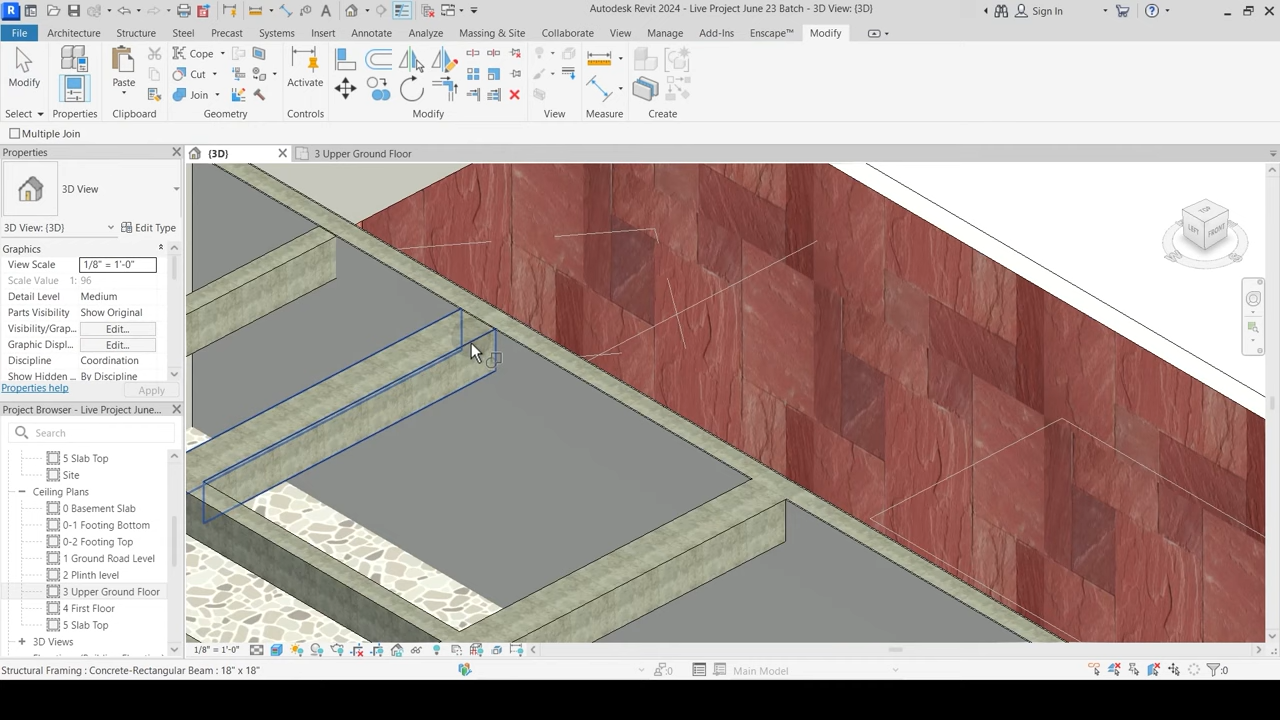 Autodesk Revit 2024 - Live Project June 23 Batch - 3D View: {3D}
Sign In
File Architecture Structure Steel Precast Systems Insert Annotate Analyze Massing & Site Collaborate View Manage Add-Ins Enscape™ Modify
Modify Paste Cope Activate
Cut
Join
Select Properties Clipboard Geometry Controls Modify View Measure Create
Multiple Join
Properties
{3D} 3 Upper Ground Floor
3D View
3D View: {3D} Edit Type
Graphics
View Scale 1/8" = 1'-0"
Scale Value 1: 96
Detail Level Medium
Parts Visibility Show Original
Visibility/Grap... Edit...
Graphic Displ... Edit...
Discipline Coordination
Show Hidden By Discipline
Properties help Apply
Project Browser - Live Project June...
Search
5 Slab Top
Site
Ceiling Plans
0 Basement Slab
0-1 Footing Bottom
0-2 Footing Top
1 Ground Road Level
2 Plinth level
3 Upper Ground Floor
4 First Floor
5 Slab Top
3D Views
TOP
LEFT
FRONT
1/8" = 1'-0"
Structural Framing : Concrete-Rectangular Beam : 18" x 18"
:0
Main Model
:0